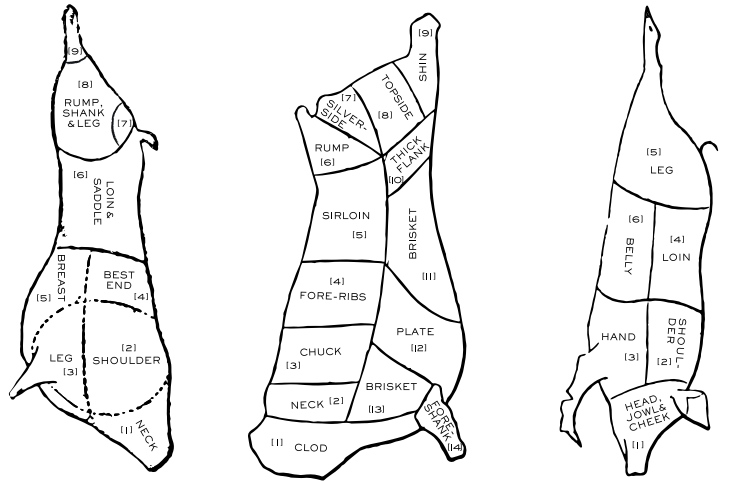 [9]
[8]
RUMP,
SHANK
& LEG
[7]
[6]
LOIN &
SADDLE
BREAST
[5]
BEST
END
[4]
[2]
SHOULDER
LEG
[3]
[1]
NECK
[9]
SHIN
TOPSIDE
[8]
[7]
SILVER-
SIDE
RUMP
[6]
THICK
FLANK
[10]
SIRLOIN
[5]
BRISKET
[11]
[4]
FORE-RIBS
PLATE
[12]
CHUCK
[3]
BRISKET
[13]
NECK [2]
FORE-
SHANK
[14]
[1] CLOD
[5]
LEG
[6]
BELLY
[4]
LOIN
HAND
[3]
SHOUL-
DER
[2]
HEAD,
JOWL&
CHEEK
[1]